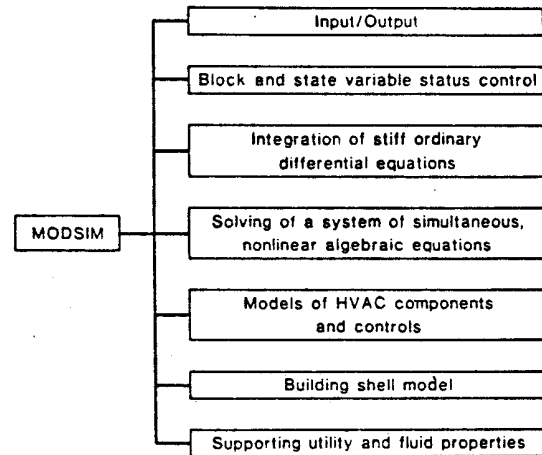 Input/Output
Block and state variable status control
Integration of stiff ordinary
differential equations
MODSIM
Solving of a system of simultaneous,
nonlinear algebraic equations
Models of HVAC components
and controls
Building shell model
Supporting utility and fluid properties